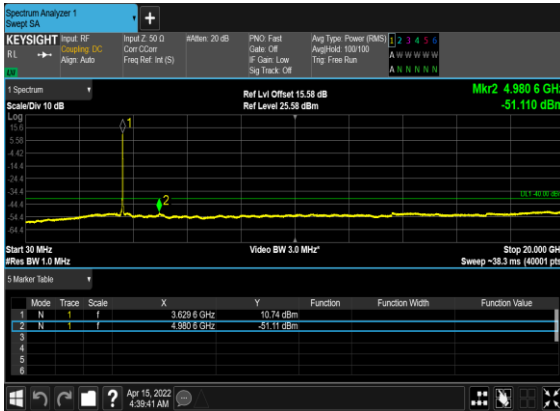 Spectrum Analyzer 1
Swept SA
KEYSIGHT
RL
Input: RF
Coupling: DC
Align: Auto
Input Z: 50 Ω
Corr CCorr
Freq Ref: Int (S)
#Atten: 20 dB
PNO: Fast
Gate: Off
IF Gain: Low
Sig Track: Off
Avg Type: Power (RMS)
Avg|Hold: 100/100
Trig: Free Run
1 2 3 4 5 6
A W W W W W
A N N N N N
1 Spectrum
Scale/Div 10 dB
Ref Lvl Offset 15.58 dB
Ref Level 25.58 dBm
Mkr2 4.980 6 GHz
-51.110 dBm
Log
15.6
5.58
-4.42
-14.4
-24.4
-34.4
-44.4
-54.4
-64.4
1
2
DL1 -40.00 dBm
Start 30 MHz
#Res BW 1.0 MHz
Video BW 3.0 MHz*
Stop 20.000 GHz
Sweep ~38.3 ms (40001 pts)
5 Marker Table
Mode Trace Scale X Y Function Function Width Function Value
1 N 1 f 3.629 6 GHz 10.74 dBm
2 N 1 f 4.980 6 GHz -51.11 dBm
3
4
5
6
?
Apr 15, 2022
4:39:41 AM